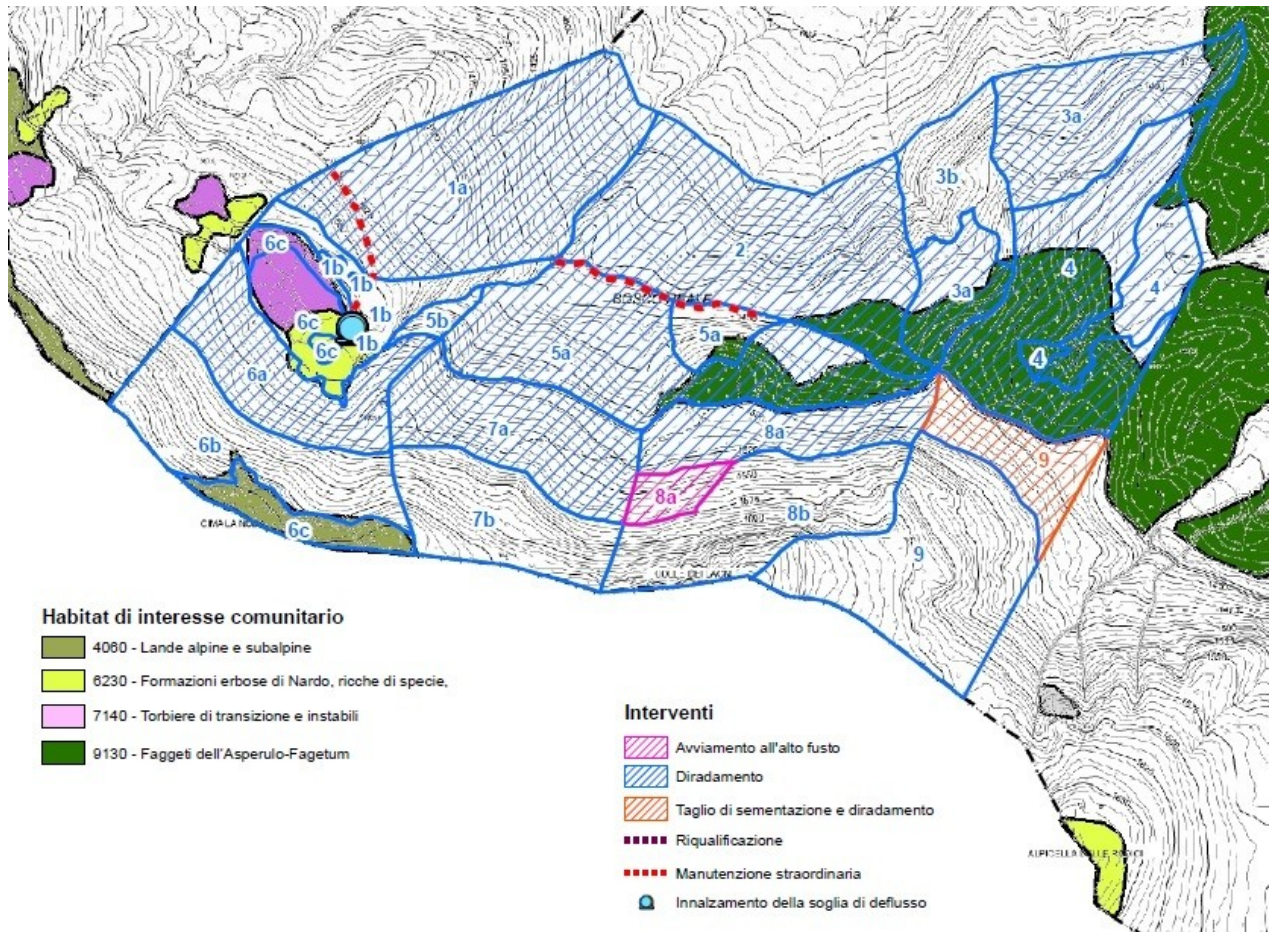 3a
1a
3b
6c
1b
2
4
1b
3a
4
1b
5b
6c
1b
5a
5a
6c
4
6a
7a
8a
6b
9
8a
7b
8b
6c
9
Habitat di interesse comunitario
4060 - Lande alpine e subalpine
6230 - Formazioni erbose di Nardo, ricche di specie,
7140 - Torbiere di transizione e instabili
9130 - Faggeti dell'Asperulo-Fagetum
Interventi
Avviamento all'alto fusto
Diradamento
Taglio di sementazione e diradamento
Riqualificazione
Manutenzione straordinaria
Innalzamento della soglia di deflusso